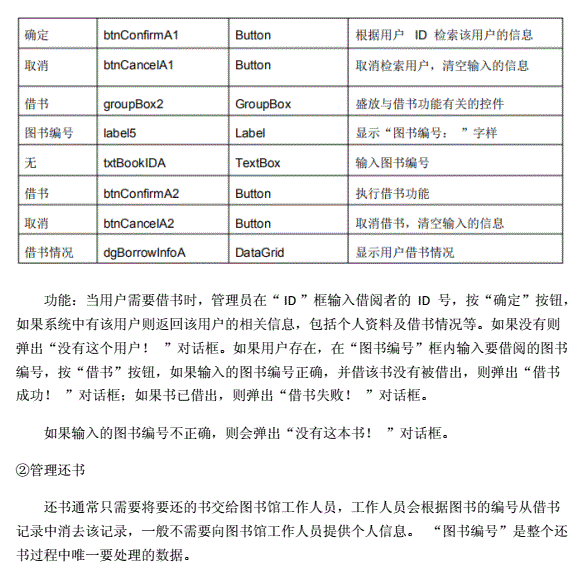 确定 btnConfirmA1 Button 根据用户 ID 检索该用户的信息
取消 btnCancelA1 Button 取消检索用户，清空输入的信息
借书 groupBox2 GroupBox 盛放与借书功能有关的控件
图书编号 label5 Label 显示“图书编号： ”字样
无 txtBookIDA TextBox 输入图书编号
借书 btnConfirmA2 Button 执行借书功能
取消 btnCancelA2 Button 取消借书，清空输入的信息
借书情况 dgBorrowInfoA DataGrid 显示用户借书情况
功能：当用户需要借书时，管理员在“ ID ”框输入借阅者的 ID 号，按“确定”按钮，
如果系统中有该用户则返回该用户的相关信息，包括个人资料及借书情况等。如果没有则
弹出“没有这个用户！ ”对话框。如果用户存在，在“图书编号”框内输入要借阅的图书
编号，按“借书”按钮，如果输入的图书编号正确，并借该书没有被借出，则弹出“借书
成功！ ”对话框；如果书已借出，则弹出“借书失败！ ”对话框。
如果输入的图书编号不正确，则会弹出“没有这本书！ ”对话框。
②管理还书
还书通常只需要将要还的书交给图书馆工作人员，工作人员会根据图书的编号从借书
记录中消去该记录，一般不需要向图书馆工作人员提供个人信息。 “图书编号”是整个还
书过程中唯一要处理的数据。